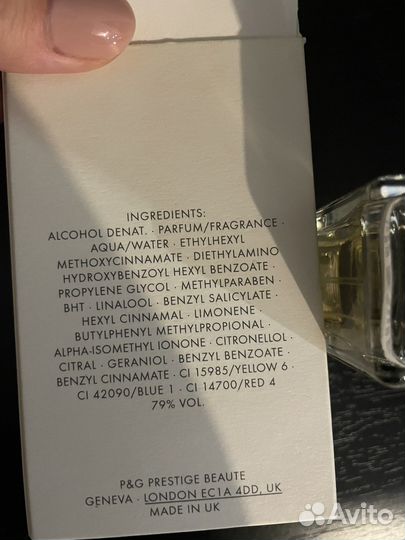 INGREDIENTS:
ALCOHOL DENAT. · PARFUM/FRAGRANCE ·
AQUA/WATER · ETHYLHEXYL
METHOXYCINNAMATE · DIETHYLAMINO
HYDROXYBENZOYL HEXYL BENZOATE ·
PROPYLENE GLYCOL · METHYLPARABEN ·
BHT · LINALOOL · BENZYL SALICYLATE ·
HEXYL CINNAMAL · LIMONENE ·
BUTYLPHENYL METHYLPROPIONAL ·
ALPHA-ISOMETHYL IONONE · CITRONELLOL ·
CITRAL · GERANIOL · BENZYL BENZOATE ·
BENZYL CINNAMATE · CI 15985/YELLOW 6 ·
CI 42090/BLUE 1 · CI 14700/RED 4
79% VOL.
P&G PRESTIGE BEAUTE
GENEVA · LONDON EC1A 4DD, UK
MADE IN UK
Avito